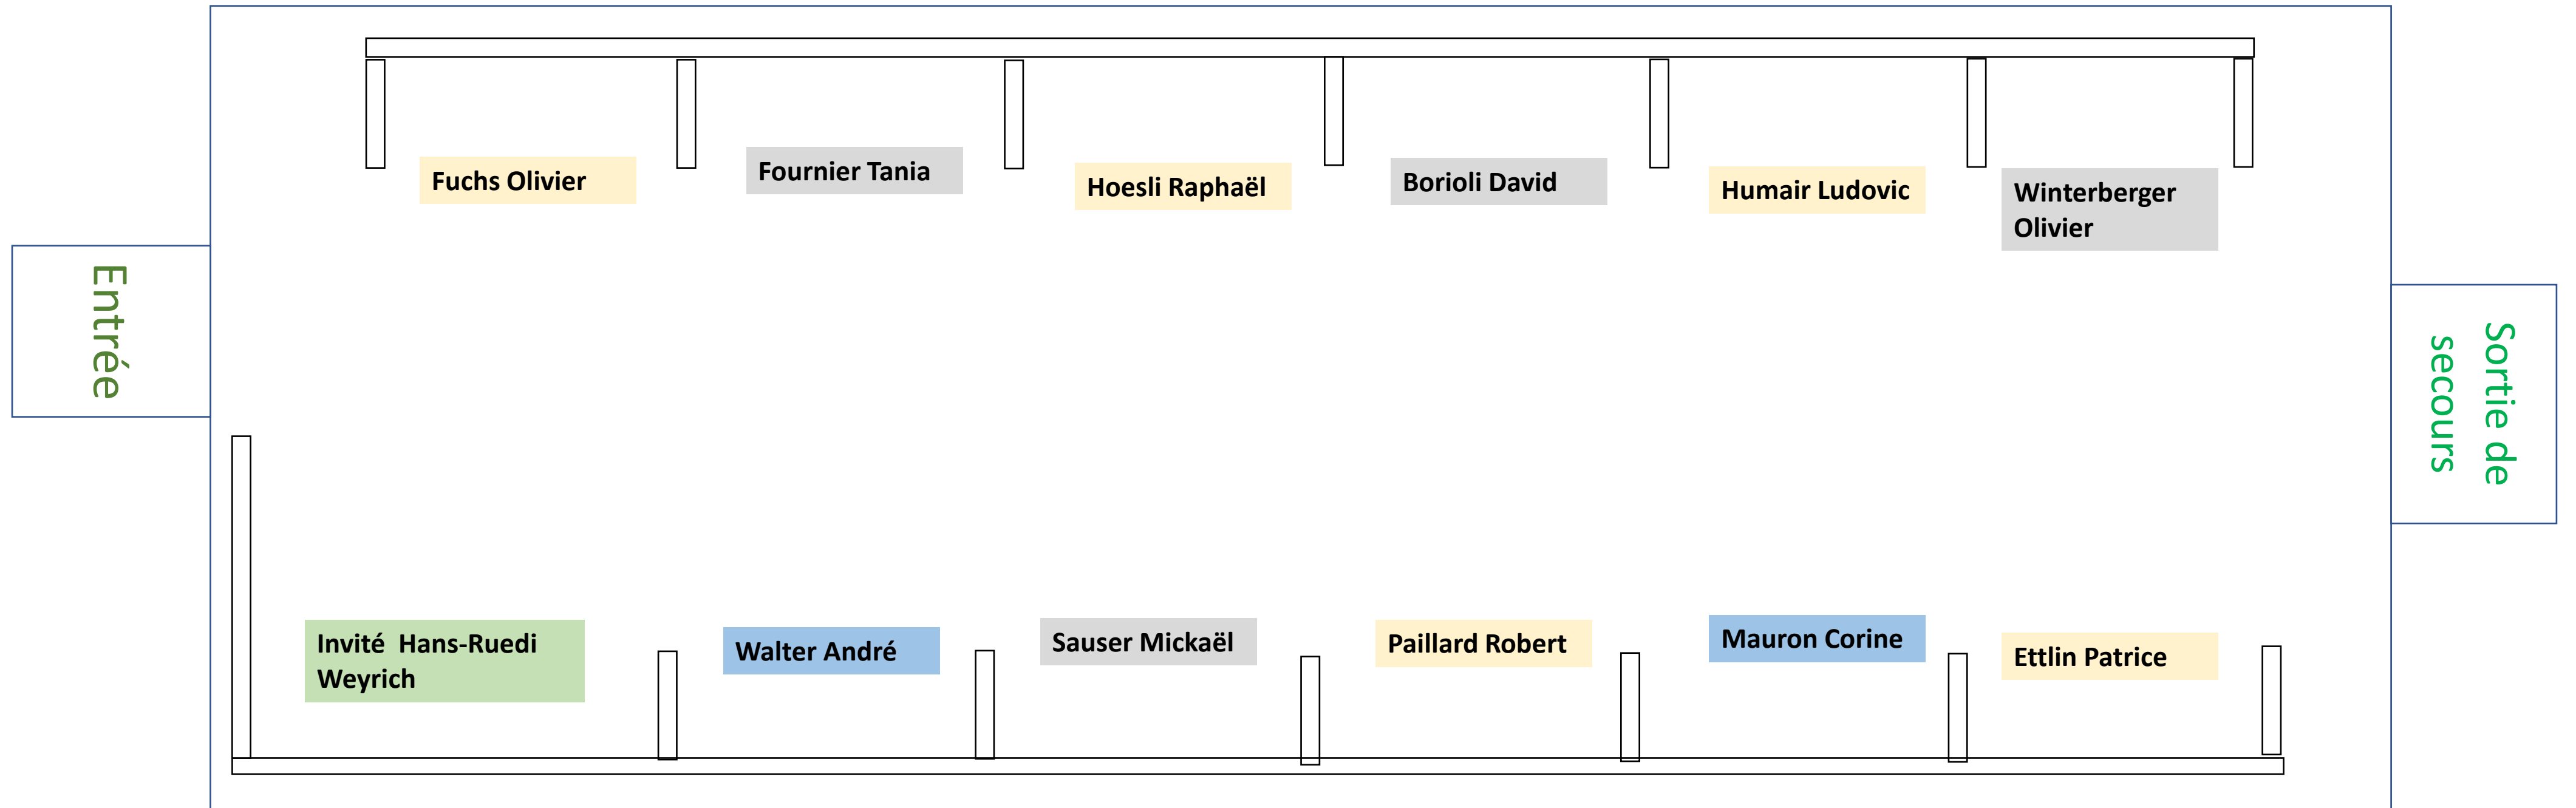 Fuchs Olivier
Fournier Tania
Hoesli Raphaël
Borioli David
Humair Ludovic
Winterberger
Olivier
Entrée
Sortie de
secours
Invité  Hans-Ruedi
Weyrich
Walter André
Sauser Mickaël
Paillard Robert
Mauron Corine
Ettlin Patrice